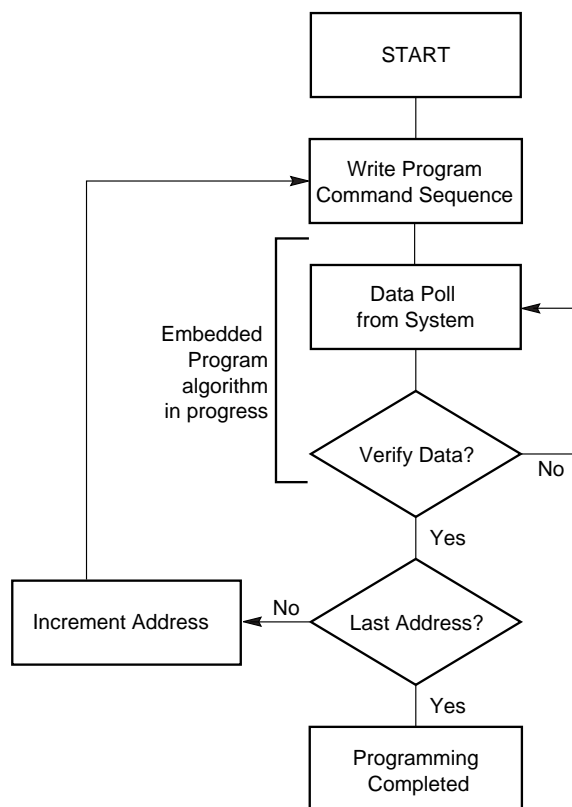 START
Write Program
Command Sequence
Data Poll
from System
Embedded
Program
algorithm
in progress
Verify Data?
No
Yes
Increment Address
No
Last Address?
Yes
Programming
Completed